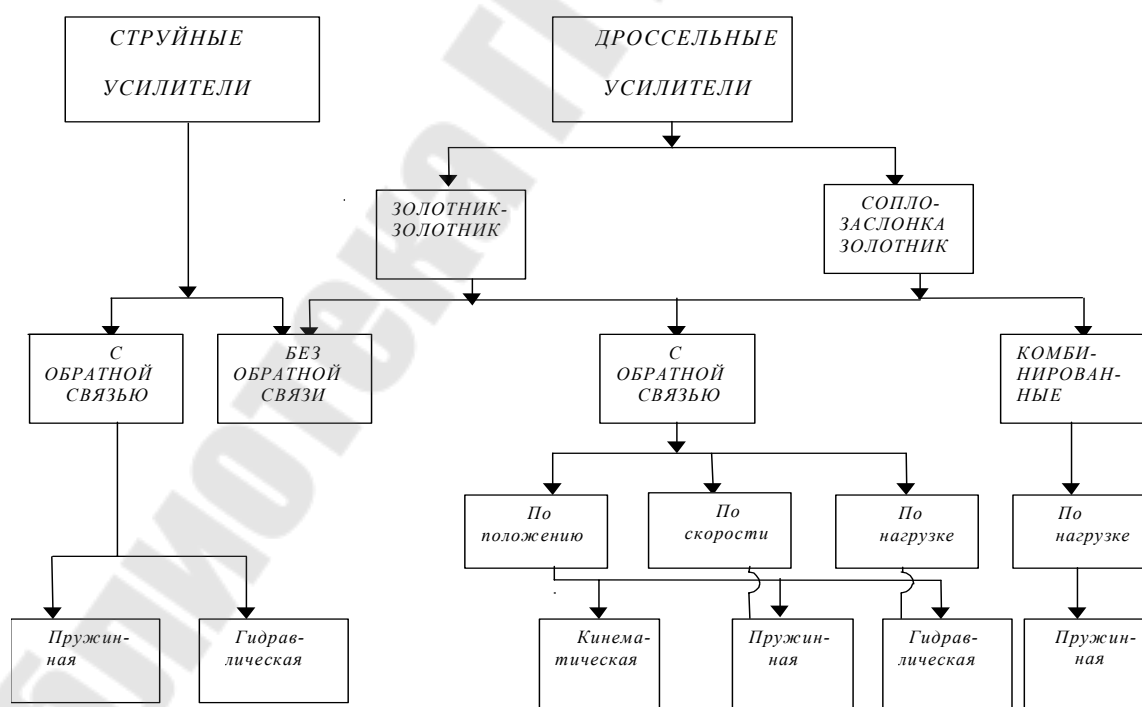 СТРУЙНЫЕ
УСИЛИТЕЛИ
ДРОССЕЛЬНЫЕ
УСИЛИТЕЛИ
ЗОЛОТНИК-
ЗОЛОТНИК
СОПЛО-
ЗАСЛОНКА
ЗОЛОТНИК
С
ОБРАТНОЙ
СВЯЗЬЮ
БЕЗ
ОБРАТНОЙ
СВЯЗИ
С
ОБРАТНОЙ
СВЯЗЬЮ
КОМБИ-
НИРОВАН-
НЫЕ
По
положению
По
скорости
По
нагрузке
По
нагрузке
Пружин-
ная
Гидрав-
лическая
Кинема-
тическая
Пружин-
ная
Гидрав-
лическая
Пружин-
ная